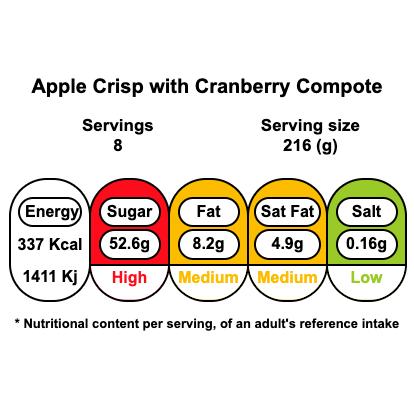 Apple Crisp with Cranberry Compote
Servings Serving size
8 216 (g)
Energy Sugar Fat Sat Fat Salt
337 Kcal 52.6g 8.2g 4.9g 0.16g
1411 Kj High Medium Medium Low
* Nutritional content per serving, of an adult's reference intake